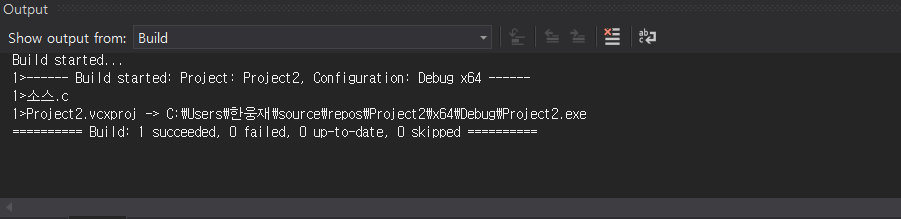 Output
Show output from: Build
Build started...
1>------ Build started: Project: Project2, Configuration: Debug x64 ------
1>소스.c
1>Project2.vcxproj -> C:₩Users₩한웅재₩source₩repos₩Project2₩x64₩Debug₩Project2.exe
========== Build: 1 succeeded, 0 failed, 0 up-to-date, 0 skipped ==========